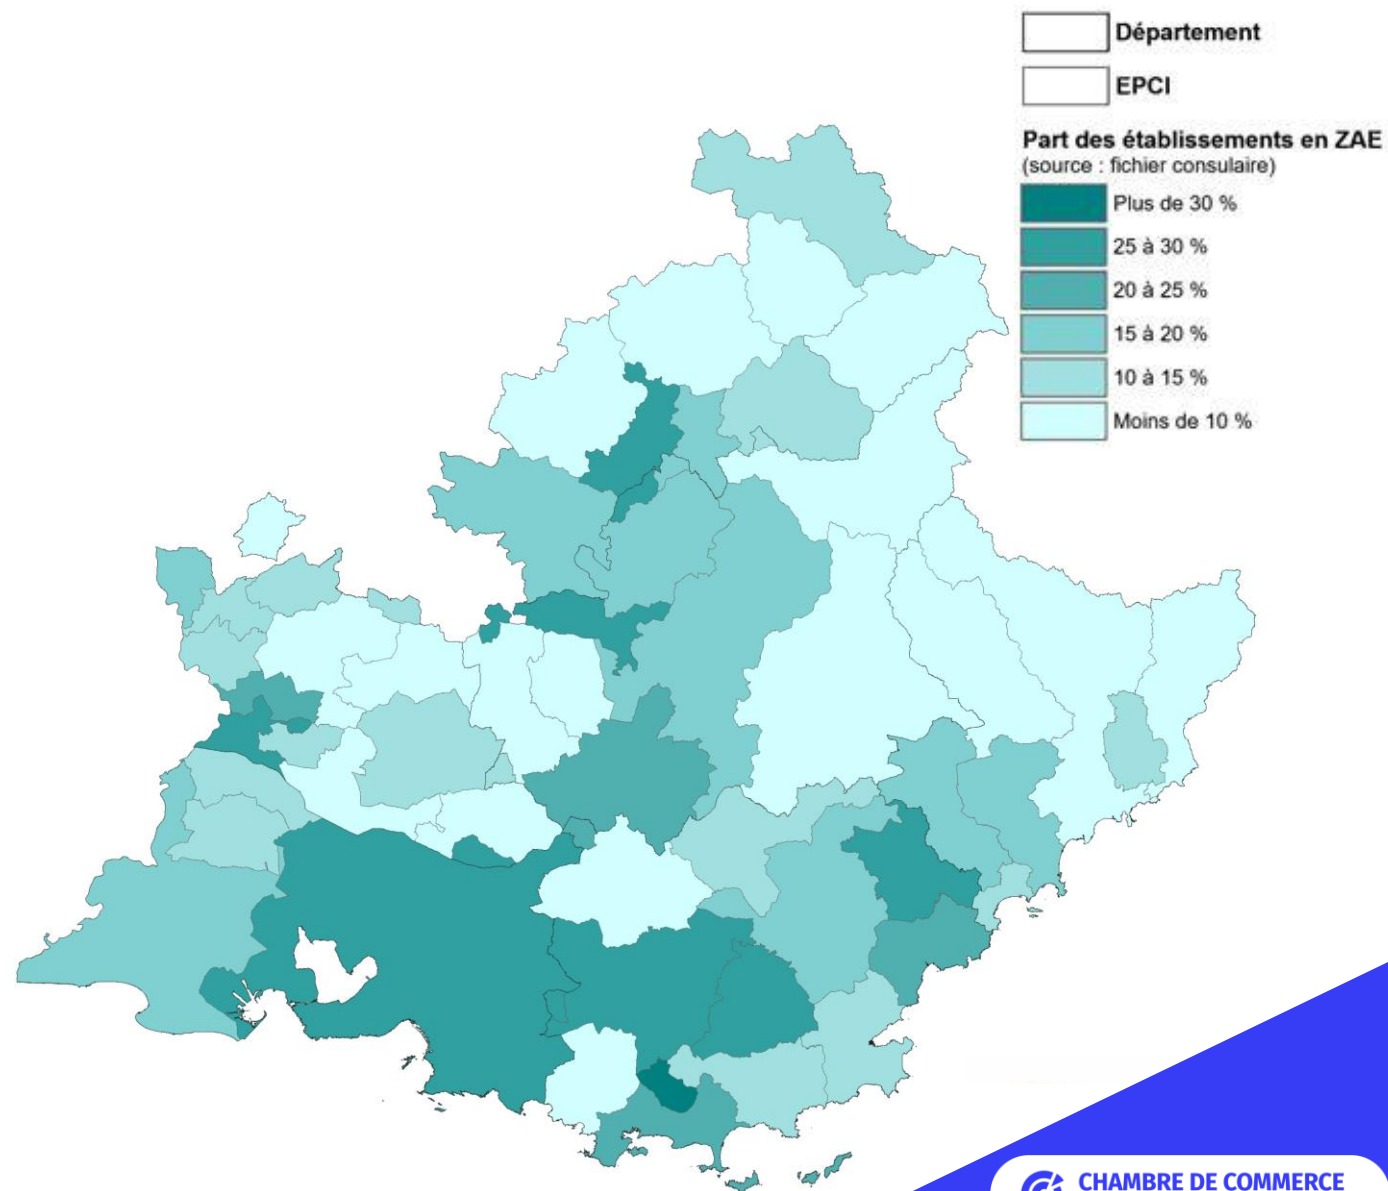 Département
EPCI
Part des établissements en ZAE
(source : fichier consulaire)
Plus de 30 %
25 à 30 %
20 à 25 %
15 à 20 %
10 à 15 %
Moins de 10 %
CHAMBRE DE COMMERCE